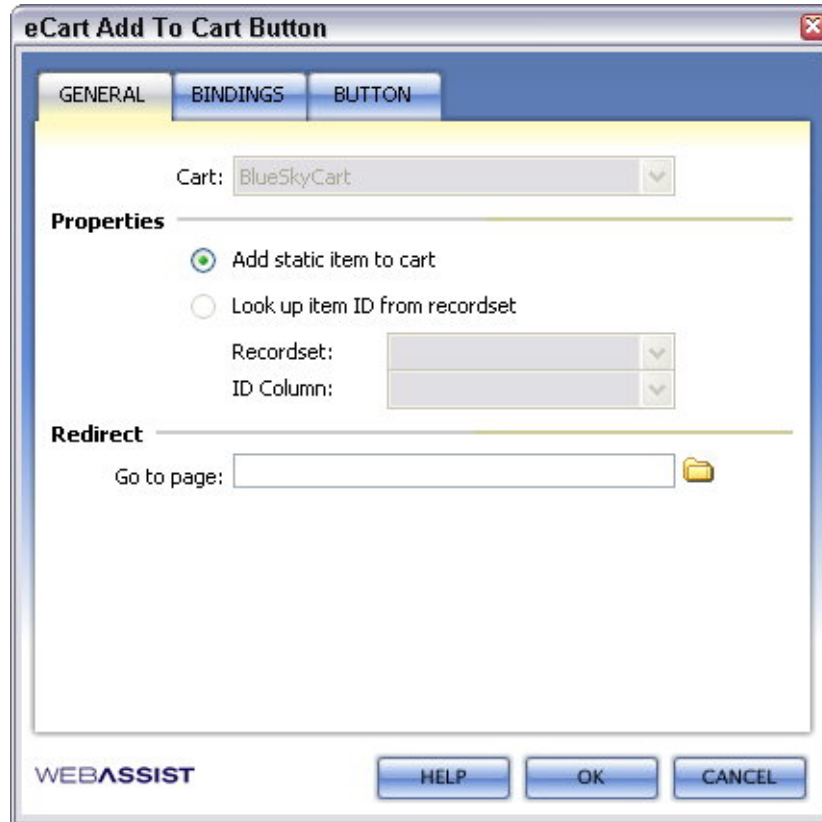 eCart Add To Cart Button
GENERAL BINDINGS BUTTON
Cart: BlueSkyCart
Properties
Add static item to cart
Look up item ID from recordset
Recordset:
ID Column:
Redirect
Go to page:
WEBASSIST HELP OK CANCEL